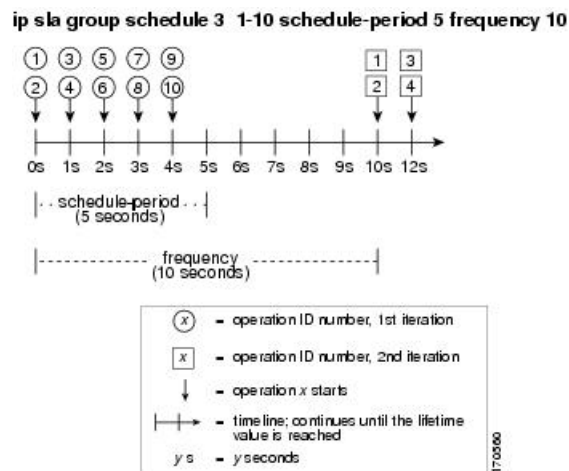 ip sla group schedule 3 1-10 schedule-period 5 frequency 10
1 3 5 7 9 1 3
2 4 6 8 10 2 4
0s 1s 2s 3s 4s 5s 6s 7s 8s 9s 10s 12s
schedule-period
(5 seconds)
frequency
(10 seconds)
x - operation ID number, 1st iteration
x - operation ID number, 2nd iteration
- operation x starts
- timeline; continues until the lifetime
value is reached
y s - y seconds
170560